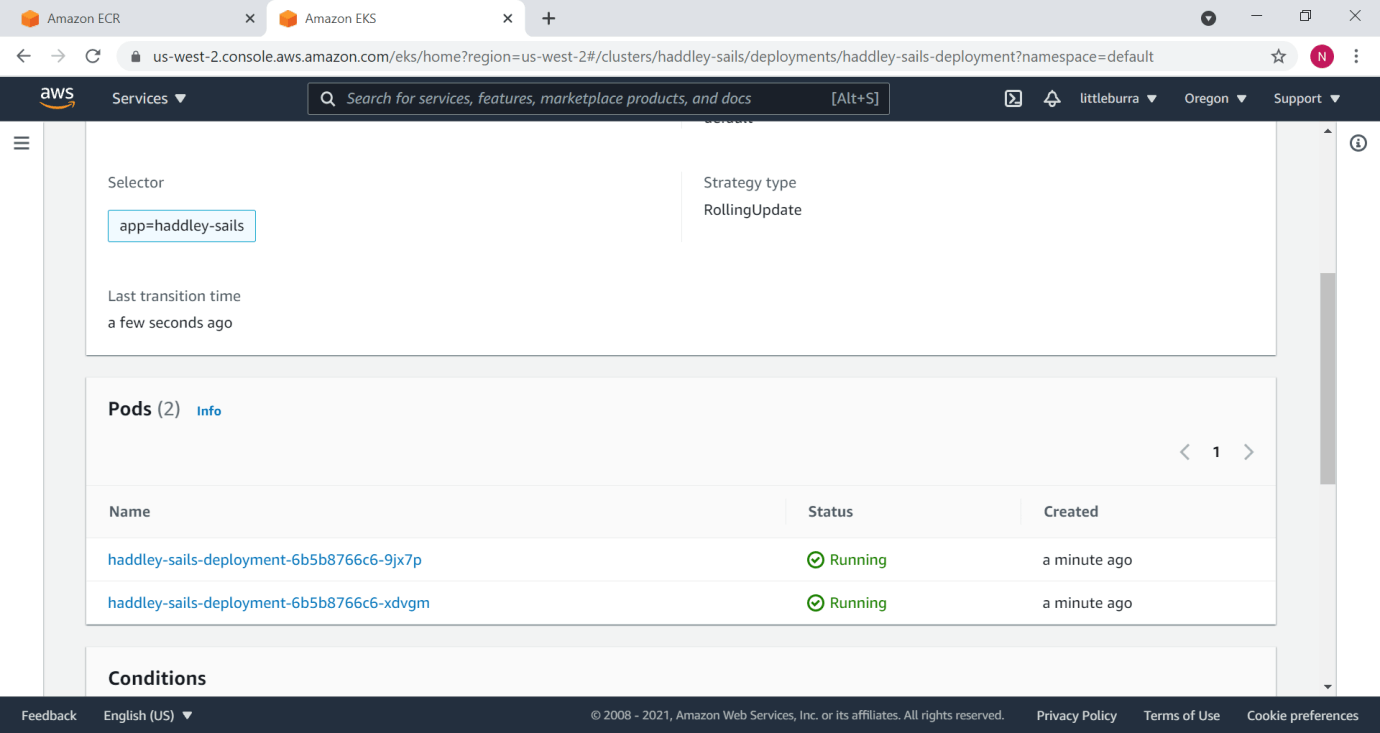 Amazon ECR
Amazon EKS
us-west-2.console.aws.amazon.com/eks/home?region=us-west-2#/clusters/haddley-sails/deployments/haddley-sails-deployment?namespace=default
N
aws
Services
Search for services, features, marketplace products, and docs [Alt+S]
littleburra
Oregon
Support
default
Selector
Strategy type
app=haddley-sails
RollingUpdate
Last transition time
a few seconds ago
Pods (2) Info
1
Name Status Created
haddley-sails-deployment-6b5b8766c6-9jx7p Running a minute ago
haddley-sails-deployment-6b5b8766c6-xdvgm Running a minute ago
Conditions
Feedback English (US) © 2008 - 2021, Amazon Web Services, Inc. or its affiliates. All rights reserved. Privacy Policy Terms of Use Cookie preferences